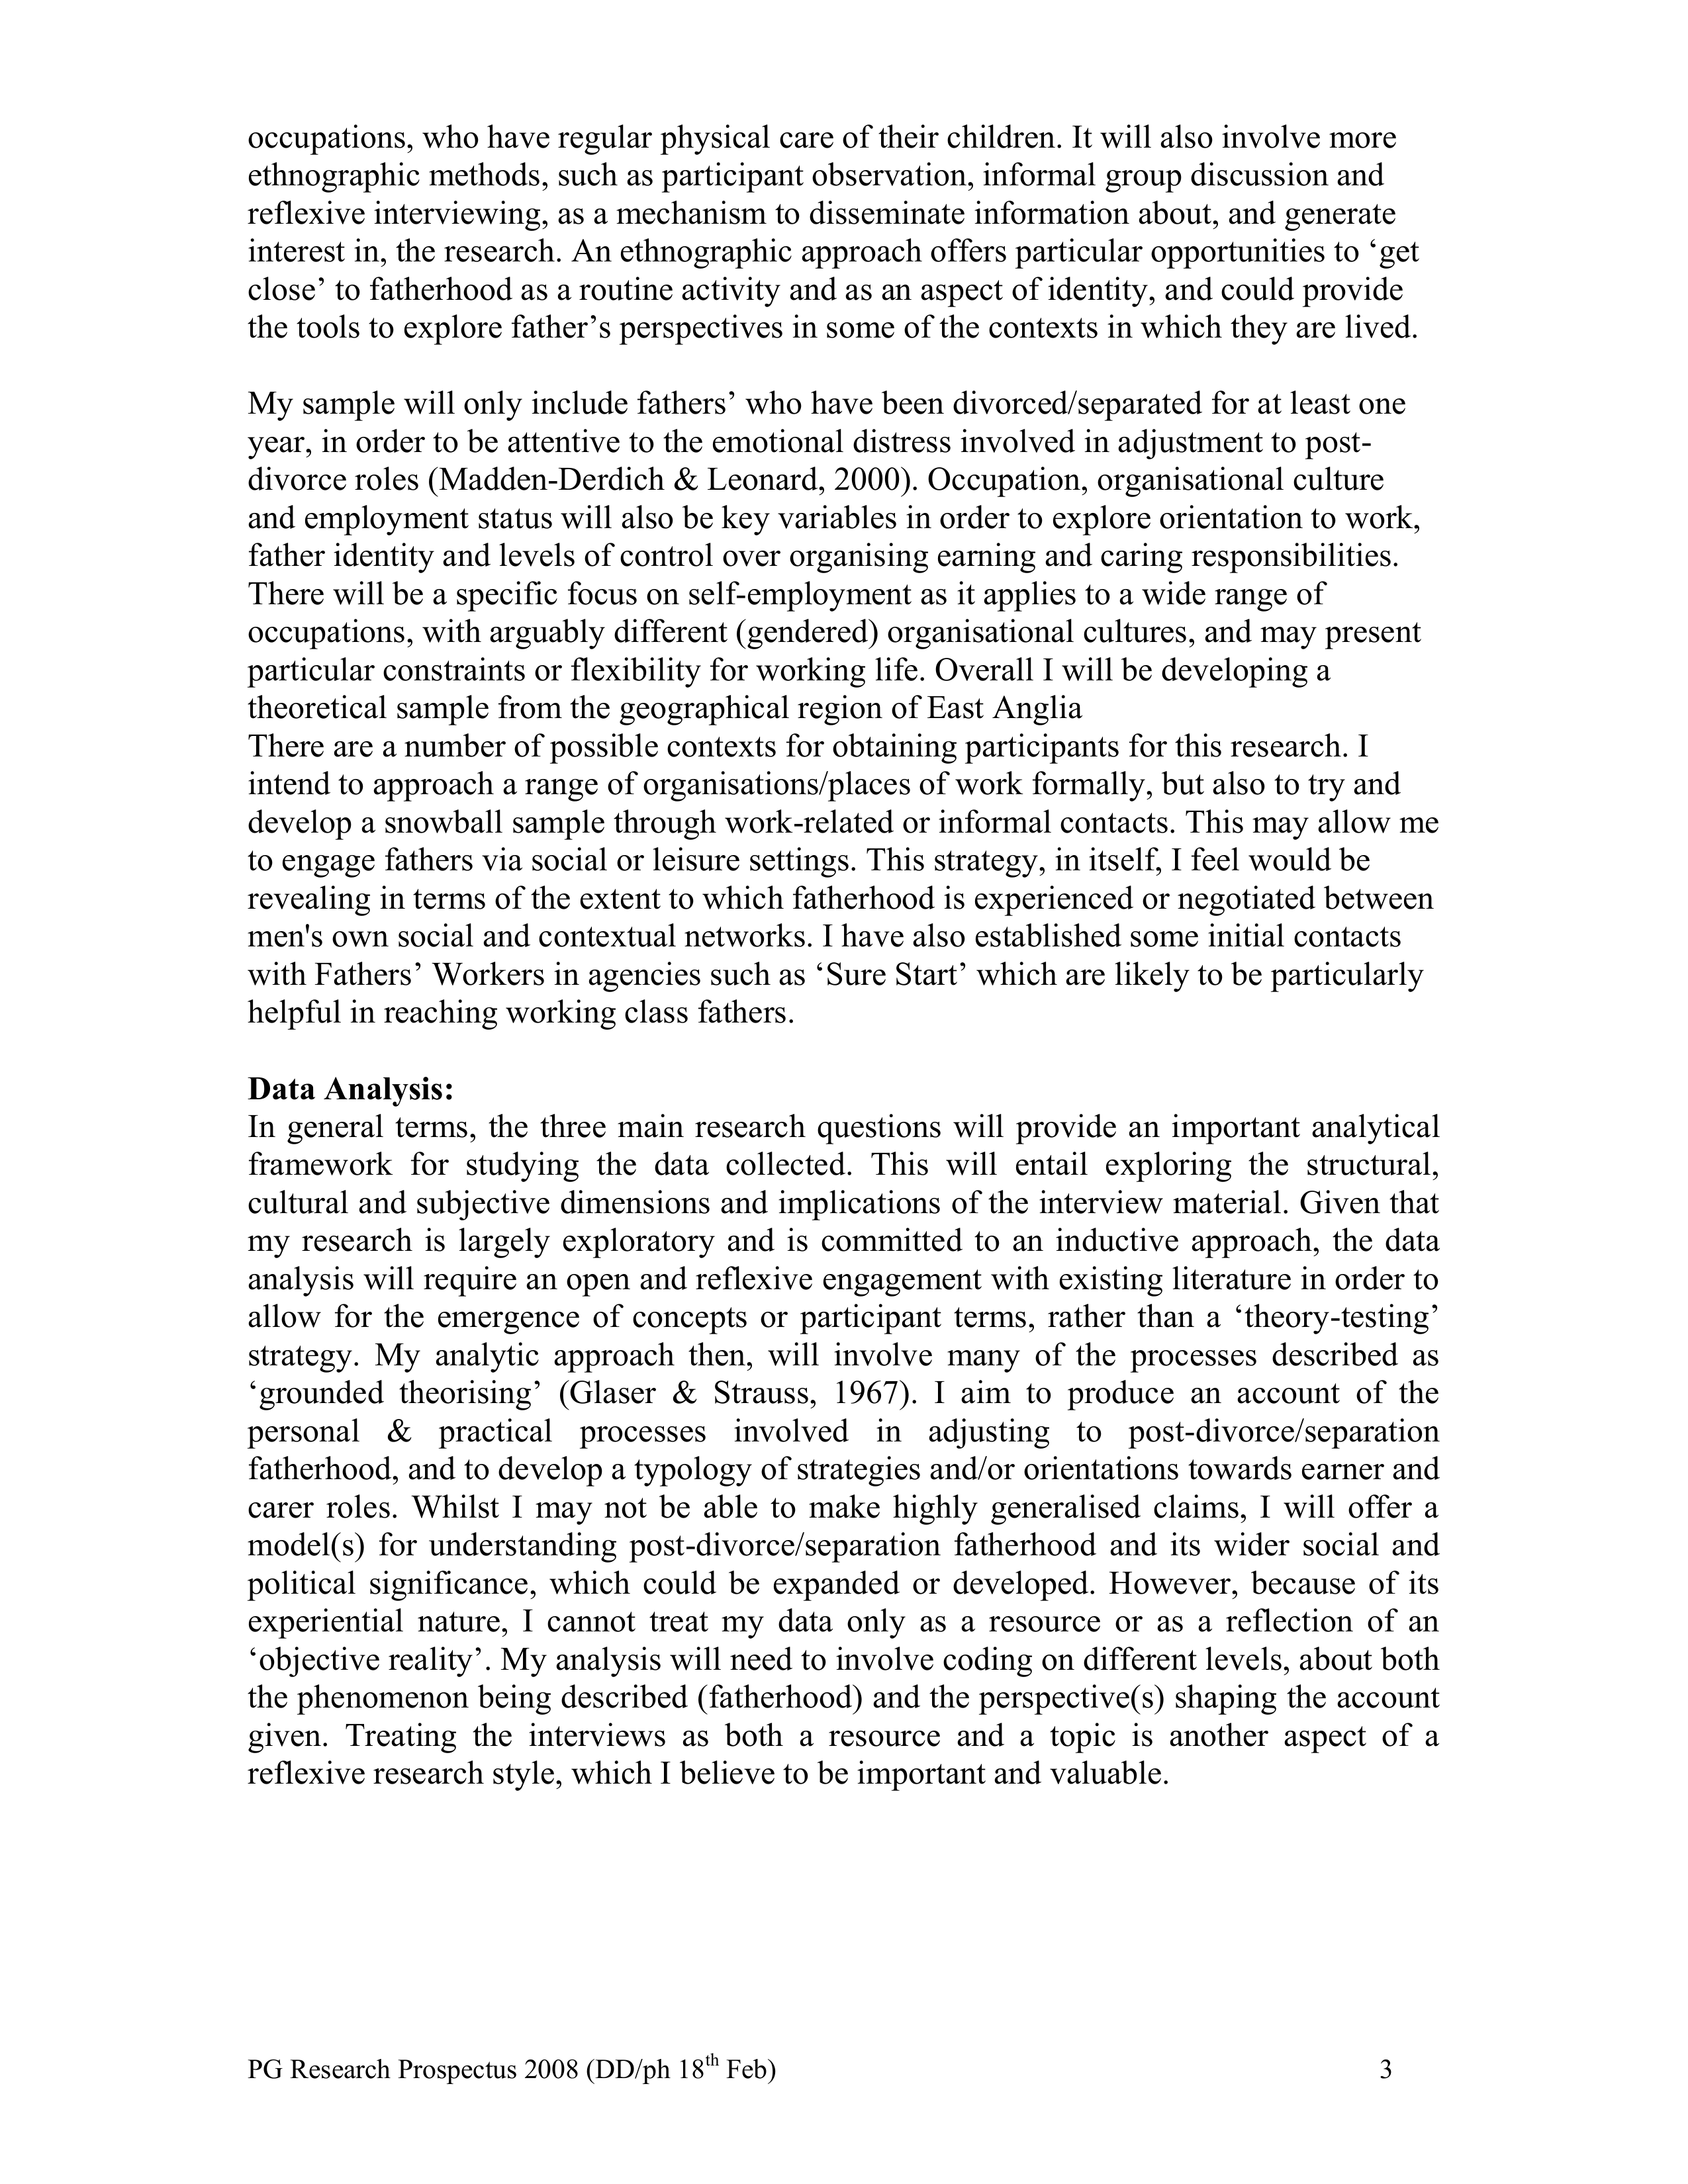 occupations, who have regular physical care of their children. It will also involve more
ethnographic methods, such as participant observation, informal group discussion and
reflexive interviewing, as a mechanism to disseminate information about, and generate
interest in, the research. An ethnographic approach offers particular opportunities to ‘get
close’ to fatherhood as a routine activity and as an aspect of identity, and could provide
the tools to explore father’s perspectives in some of the contexts in which they are lived.

My sample will only include fathers’ who have been divorced/separated for at least one
year, in order to be attentive to the emotional distress involved in adjustment to post-
divorce roles (Madden-Derdich & Leonard, 2000). Occupation, organisational culture
and employment status will also be key variables in order to explore orientation to work,
father identity and levels of control over organising earning and caring responsibilities.
There will be a specific focus on self-employment as it applies to a wide range of
occupations, with arguably different (gendered) organisational cultures, and may present
particular constraints or flexibility for working life. Overall I will be developing a
theoretical sample from the geographical region of East Anglia
There are a number of possible contexts for obtaining participants for this research. I
intend to approach a range of organisations/places of work formally, but also to try and
develop a snowball sample through work-related or informal contacts. This may allow me
to engage fathers via social or leisure settings. This strategy, in itself, I feel would be
revealing in terms of the extent to which fatherhood is experienced or negotiated between
men's own social and contextual networks. I have also established some initial contacts
with Fathers’ Workers in agencies such as ‘Sure Start’ which are likely to be particularly
helpful in reaching working class fathers.

Data Analysis:
In general terms, the three main research questions will provide an important analytical
framework for studying the data collected. This will entail exploring the structural,
cultural and subjective dimensions and implications of the interview material. Given that
my research is largely exploratory and is committed to an inductive approach, the data
analysis will require an open and reflexive engagement with existing literature in order to
allow for the emergence of concepts or participant terms, rather than a ‘theory-testing’
strategy. My analytic approach then, will involve many of the processes described as
‘grounded theorising’ (Glaser & Strauss, 1967). I aim to produce an account of the
personal & practical processes involved in adjusting to post-divorce/separation
fatherhood, and to develop a typology of strategies and/or orientations towards earner and
carer roles. Whilst I may not be able to make highly generalised claims, I will offer a
model(s) for understanding post-divorce/separation fatherhood and its wider social and
political significance, which could be expanded or developed. However, because of its
experiential nature, I cannot treat my data only as a resource or as a reflection of an
‘objective reality’. My analysis will need to involve coding on different levels, about both
the phenomenon being described (fatherhood) and the perspective(s) shaping the account
given. Treating the interviews as both a resource and a topic is another aspect of a
reflexive research style, which I believe to be important and valuable.

PG Research Prospectus 2008 (DD/ph 18th Feb) 3